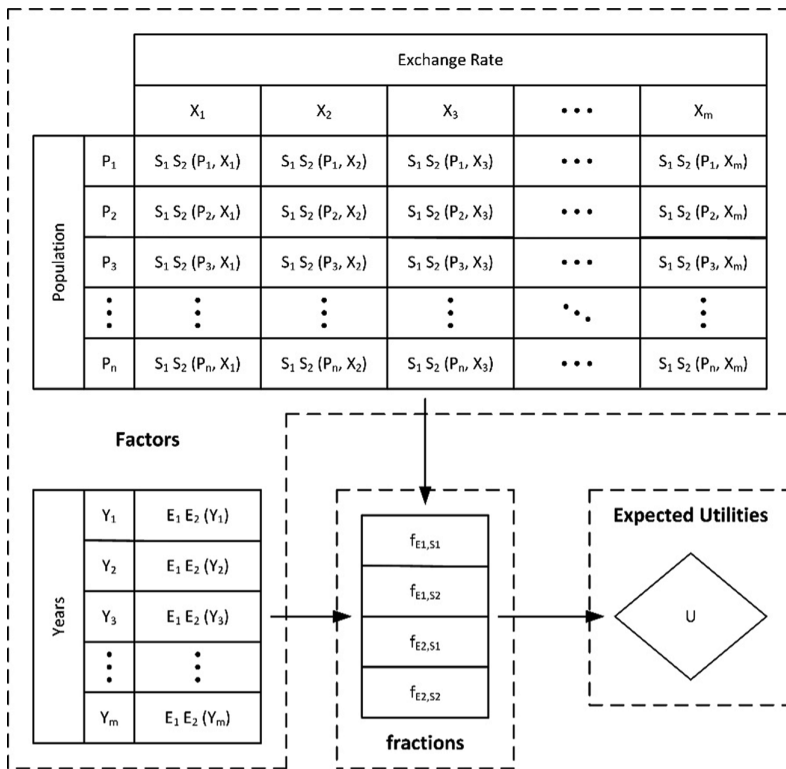 Exchange Rate
X₁ X₂ X₃ ••• Xₘ
Population
P₁ S₁ S₂ (P₁, X₁) S₁ S₂ (P₁, X₂) S₁ S₂ (P₁, X₃) ••• S₁ S₂ (P₁, Xₘ)
P₂ S₁ S₂ (P₂, X₁) S₁ S₂ (P₂, X₂) S₁ S₂ (P₂, X₃) ••• S₁ S₂ (P₂, Xₘ)
P₃ S₁ S₂ (P₃, X₁) S₁ S₂ (P₃, X₂) S₁ S₂ (P₃, X₃) ••• S₁ S₂ (P₃, Xₘ)
⋮ ⋮ ⋮ ⋮ ⋱ ⋮
Pₙ S₁ S₂ (Pₙ, X₁) S₁ S₂ (Pₙ, X₂) S₁ S₂ (Pₙ, X₃) ••• S₁ S₂ (Pₙ, Xₘ)
Factors
Years
Y₁ E₁ E₂ (Y₁)
Y₂ E₁ E₂ (Y₂)
Y₃ E₁ E₂ (Y₃)
⋮ ⋮
Yₘ E₁ E₂ (Yₘ)
f_E1,S1
f_E1,S2
f_E2,S1
f_E2,S2
fractions
Expected Utilities
U